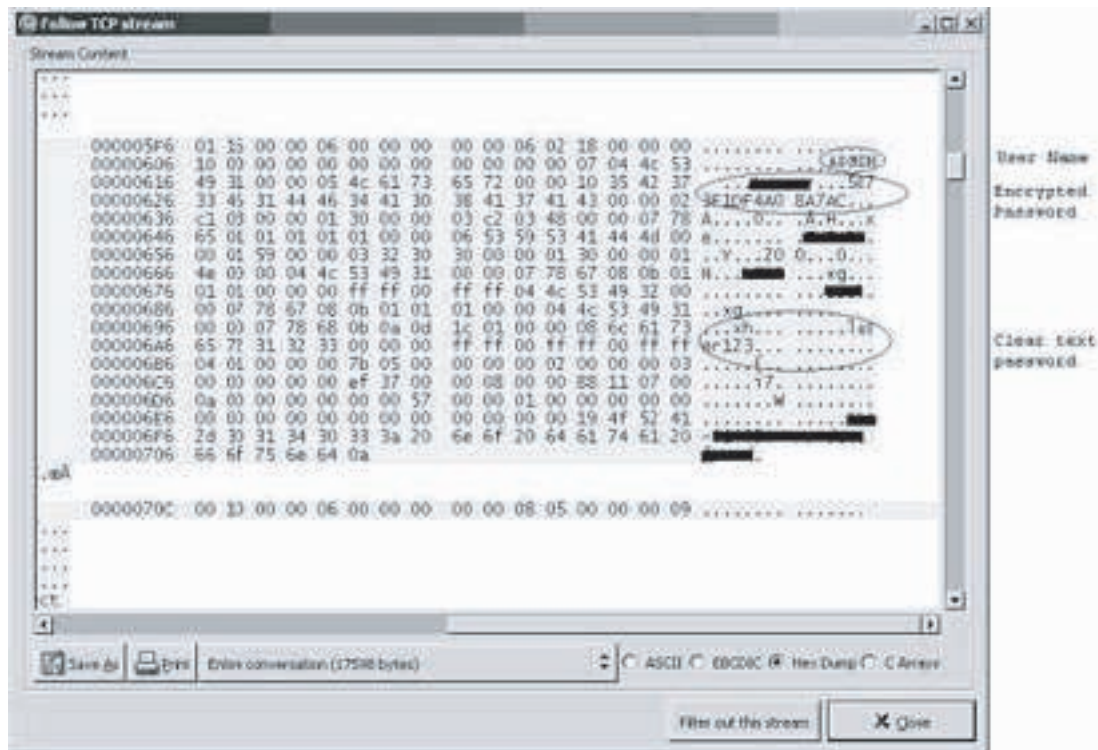 Follow TCP stream
Stream Content
000005F6 01 15 00 00 06 00 00 00 00 00 06 02 18 00 00 00
00000606 10 00 00 00 00 00 00 00 00 00 00 00 07 04 4c 53 ADMIN
00000616 49 31 00 00 05 4c 61 73 65 72 00 00 10 35 42 37 5B7
00000626 33 45 31 44 46 34 41 30 38 41 37 41 43 00 00 02 3E1DF4A0 8A7AC...
00000636 c1 03 00 00 01 30 00 00 03 c2 03 48 00 00 07 78
00000646 65 01 01 01 01 01 00 00 06 53 59 53 41 44 4d 00
00000656 00 01 59 00 00 03 32 30 30 00 00 01 30 00 00 01 ..Y...20 0...0...
00000666 4e 00 00 04 4c 53 49 31 00 00 07 78 67 08 0b 01
00000676 01 01 00 00 00 ff ff 00 ff ff 04 4c 53 49 32 00
00000686 00 07 78 67 08 0b 01 01 01 00 00 04 4c 53 49 31
00000696 00 00 07 78 68 0b 0a 0d 1c 01 00 00 08 6c 61 73
000006A6 65 72 31 32 33 00 00 00 ff ff 00 ff ff 00 ff ff er123...
000006B6 04 01 00 00 00 7b 05 00 00 00 00 02 00 00 00 03
000006C6 00 00 00 00 00 ef 37 00 00 08 00 00 88 11 07 00
000006D6 0a 00 00 00 00 00 00 57 00 00 01 00 00 00 00 00
000006E6 00 00 00 00 00 00 00 00 00 00 00 00 19 4f 52 41
000006F6 2d 30 31 34 30 33 3a 20 6e 6f 20 64 61 74 61 20
00000706 66 6f 75 6e 64 0a
0000070C 00 10 00 00 06 00 00 00 00 00 08 05 00 00 00 09
User Name
Encrypted
Password
Clear text
password
Save As Print Entire conversation (17598 bytes) ASCII EBCDIC Hex Dump C Arrays
Filter out this stream Close